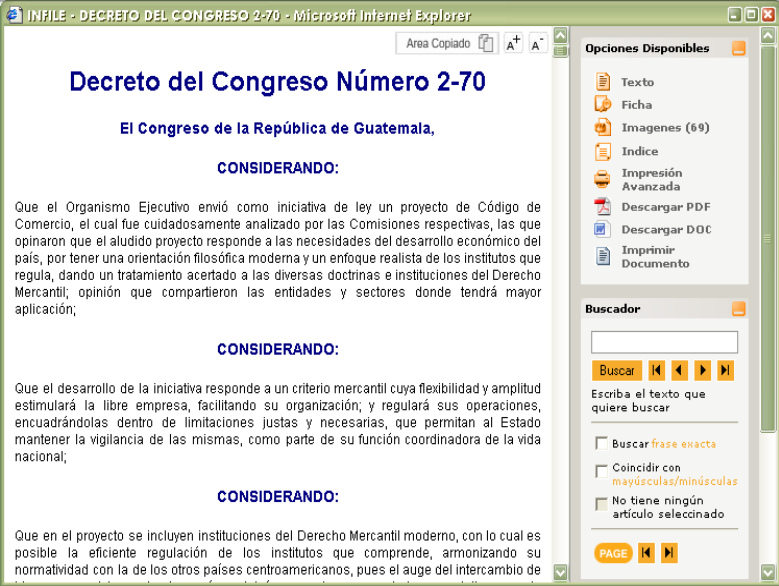 INFILE - DECRETO DEL CONGRESO 2-70 - Microsoft Internet Explorer
Area Copiado
A+
A-
Decreto del Congreso Número 2-70
El Congreso de la República de Guatemala,
CONSIDERANDO:
Que el Organismo Ejecutivo envió como iniciativa de ley un proyecto de Código de
Comercio, el cual fue cuidadosamente analizado por las Comisiones respectivas, las que
opinaron que el aludido proyecto responde a las necesidades del desarrollo económico del
país, por tener una orientación filosófica moderna y un enfoque realista de los institutos que
regula, dando un tratamiento acertado a las diversas doctrinas e instituciones del Derecho
Mercantil; opinión que compartieron las entidades y sectores donde tendrá mayor
aplicación;
CONSIDERANDO:
Que el desarrollo de la iniciativa responde a un criterio mercantil cuya flexibilidad y amplitud
estimulará la libre empresa, facilitando su organización; y regulará sus operaciones,
encuadrándolas dentro de limitaciones justas y necesarias, que permitan al Estado
mantener la vigilancia de las mismas, como parte de su función coordinadora de la vida
nacional;
CONSIDERANDO:
Que en el proyecto se incluyen instituciones del Derecho Mercantil moderno, con lo cual es
posible la eficiente regulación de los institutos que comprende, armonizando su
normatividad con la de los otros países centroamericanos, pues el auge del intercambio de
Opciones Disponibles
Texto
Ficha
Imagenes (69)
Indice
Impresión
Avanzada
Descargar PDF
Descargar DOC
Imprimir
Documento
Buscador
Buscar
Escriba el texto que
quiere buscar
Buscar frase exacta
Coincidir con
mayúsculas/minúsculas
No tiene ningún
artículo seleccinado
PAGE